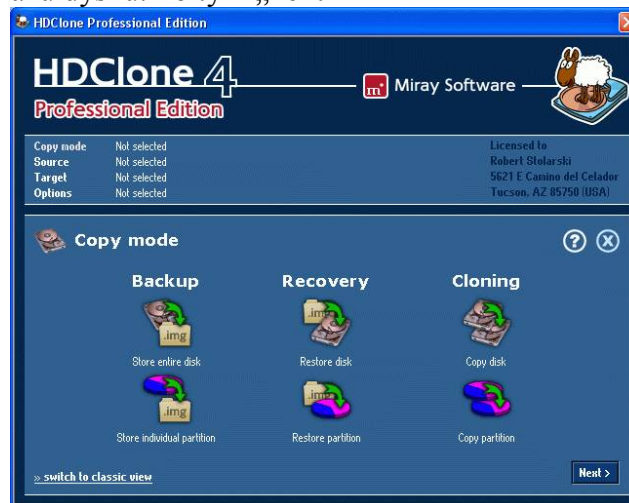 HDClone Professional Edition
HDClone 4
Professional Edition
m
Miray Software
Copy mode Not selected
Source Not selected
Target Not selected
Options Not selected
Licensed to
Robert Stolarski
5621 E Camino del Celador
Tucson, AZ 85750 (USA)
Copy mode
? X
Backup Recovery Cloning
.img .img
Store entire disk Restore disk Copy disk
.img .img
Store individual partition Restore partition Copy partition
» switch to classic view
Next >